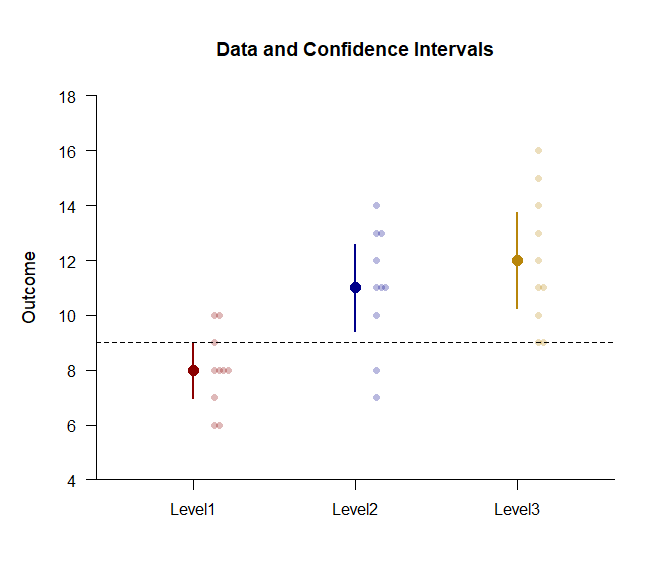 Data and Confidence Intervals
18
16
14
12
10
8
6
4
Outcome
Level1 Level2 Level3